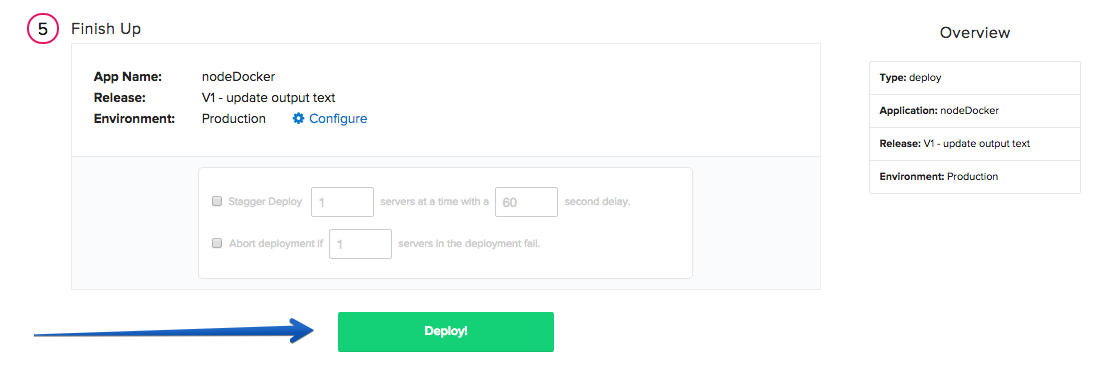 5 Finish Up
App Name: nodeDocker
Release: V1 - update output text
Environment: Production Configure
Stagger Deploy 1 servers at a time with a 60 second delay.
Abort deployment if 1 servers in the deployment fail.
Deploy!
Overview
Type: deploy
Application: nodeDocker
Release: V1 - update output text
Environment: Production